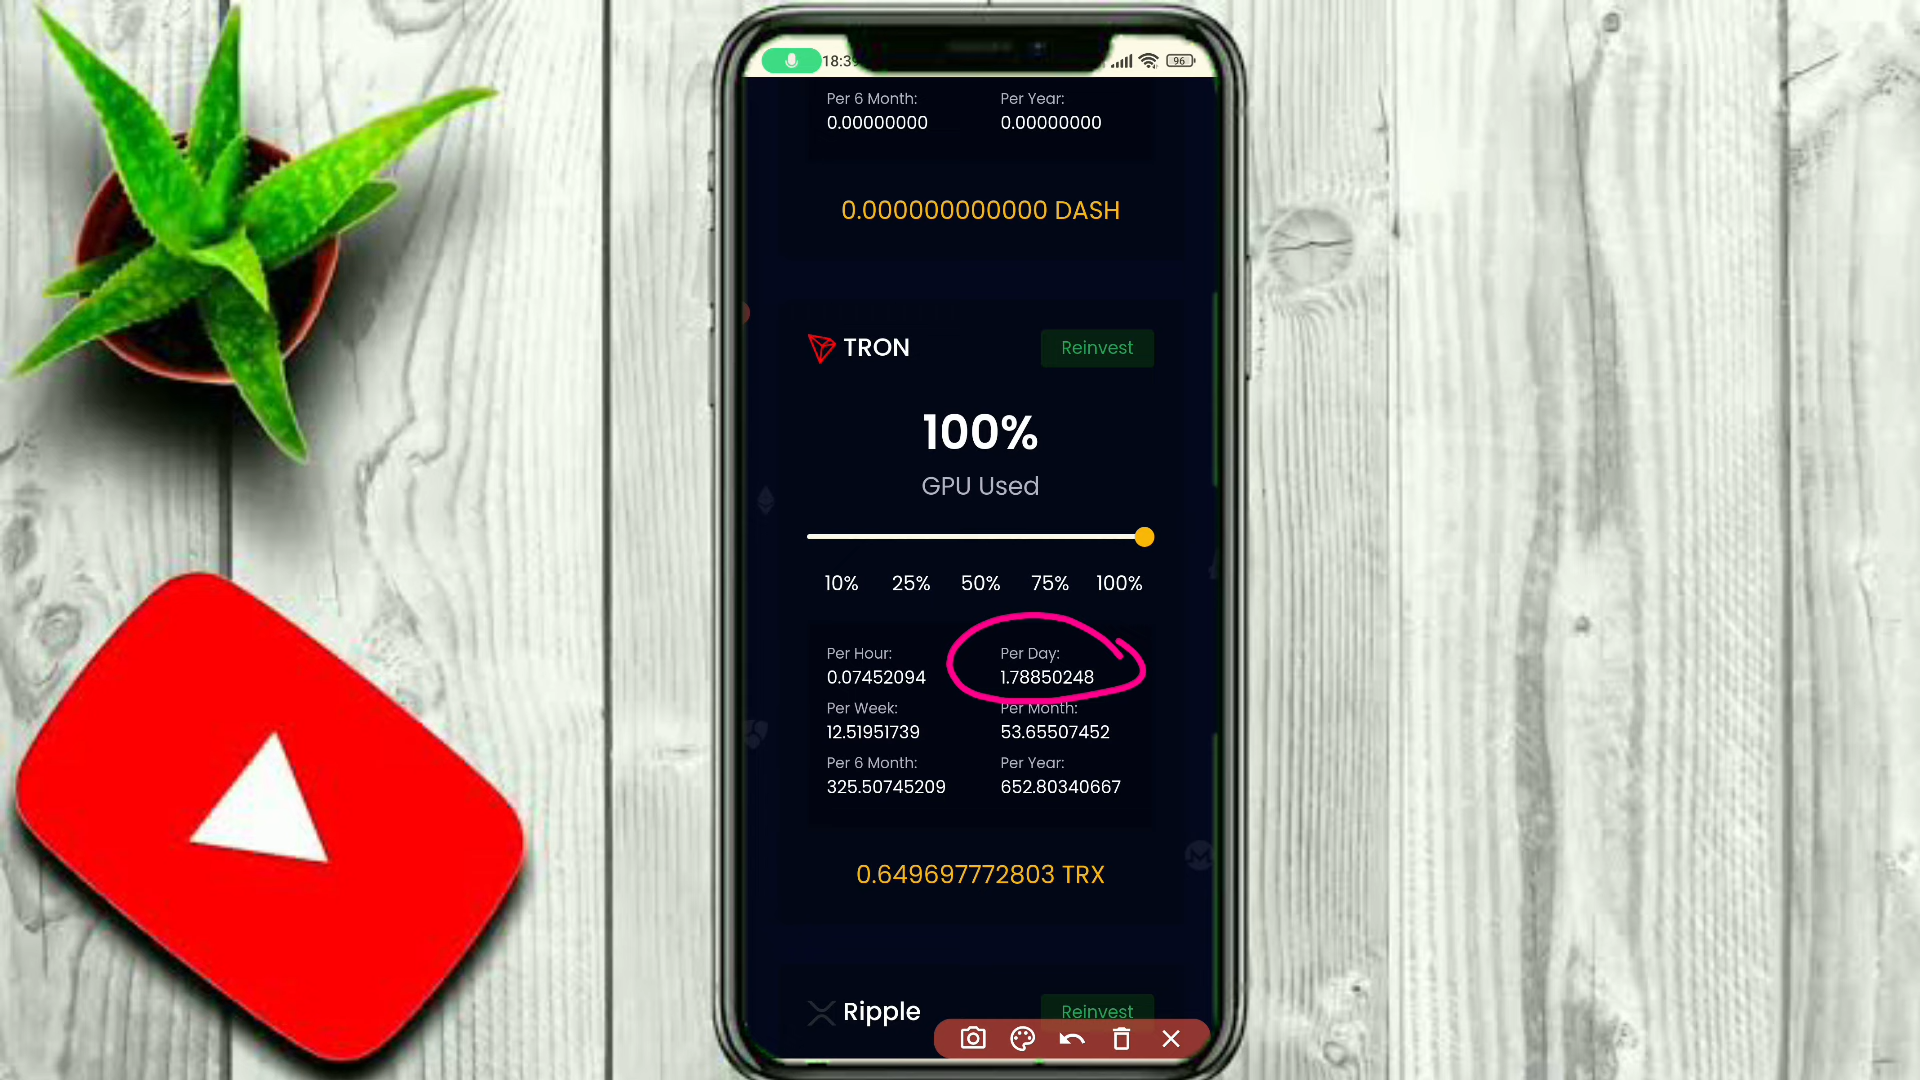 18:39
96
Per 6 Month: Per Year:
0.00000000 0.00000000
0.000000000000 DASH
TRON Reinvest
100%
GPU Used
10% 25% 50% 75% 100%
Per Hour: Per Day:
0.07452094 1.78850248
Per Week: Per Month:
12.51951739 53.65507452
Per 6 Month: Per Year:
325.50745209 652.80340667
0.649697772803 TRX
Ripple Reinvest